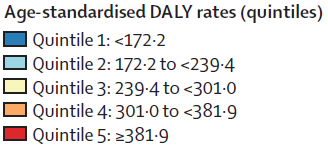 Age-standardised DALY rates (quintiles)
Quintile 1: <172·2
Quintile 2: 172·2 to <239·4
Quintile 3: 239·4 to <301·0
Quintile 4: 301·0 to <381·9
Quintile 5: ≥381·9